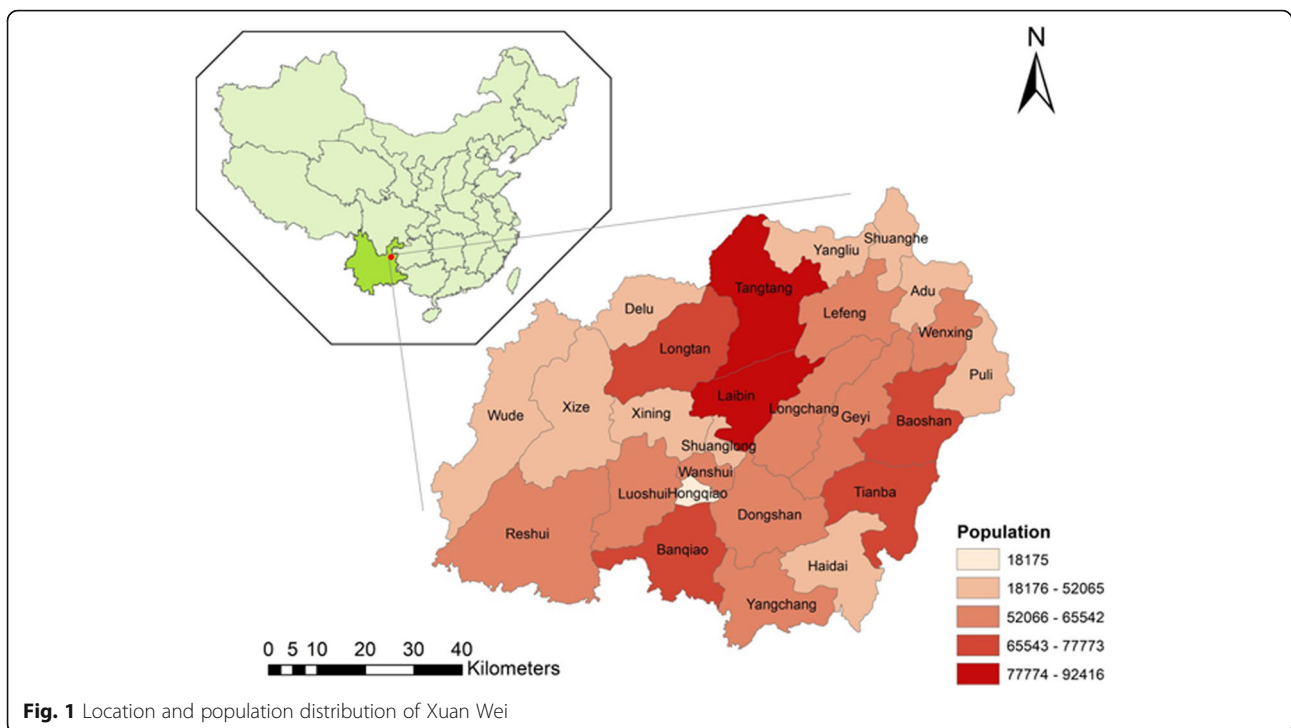 N
Shuanghe
Yangliu
Tangtang
Adu
Delu
Lefeng
Wenxing
Longtan
Puli
Laibin
Longchang
Xize
Wude
Xining
Geyi
Baoshan
Shuanglong
Wanshui
Luoshui
Hongqiao
Tianba
Dongshan
Reshui
Banqiao
Haidai
Yangchang
Population
18175
18176 - 52065
52066 - 65542
65543 - 77773
77774 - 92416
0 5 10 20 30 40
Kilometers
Fig. 1 Location and population distribution of Xuan Wei